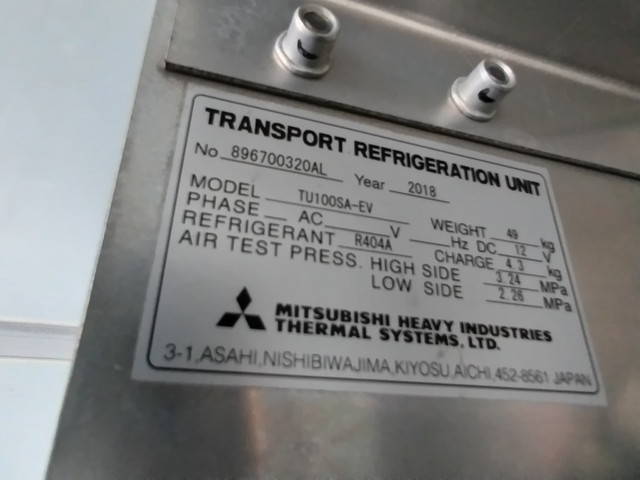 TRANSPORT REFRIGERATION UNIT
No 896700320AL Year 2018
MODEL TU100SA-EV WEIGHT 49 kg
PHASE AC V Hz DC 12 V
REFRIGERANT R404A CHARGE 4.3 kg
AIR TEST PRESS. HIGH SIDE 3.24 MPa
LOW SIDE 2.26 MPa
MITSUBISHI HEAVY INDUSTRIES
THERMAL SYSTEMS, LTD.
3-1, ASAHI, NISHIBIWAJIMA, KIYOSU, AICHI, 452-8561 JAPAN